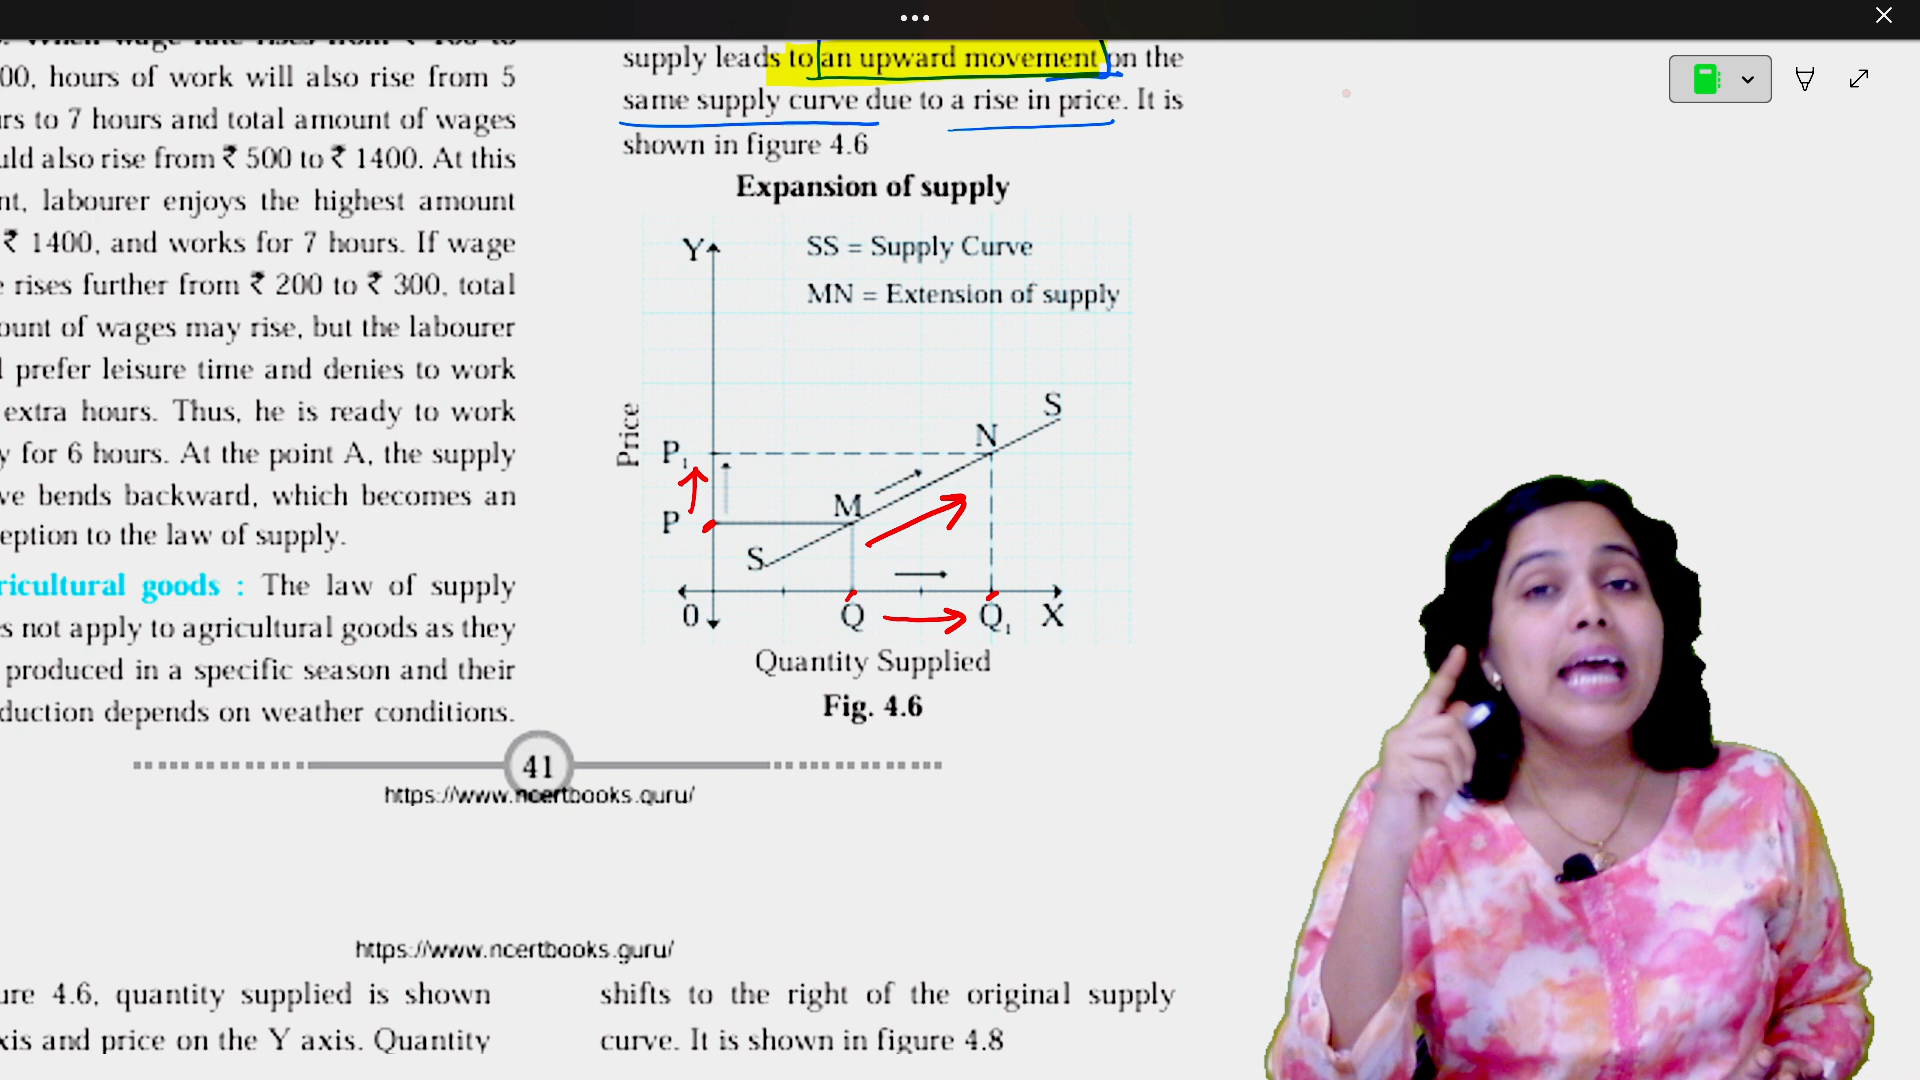 00, hours of work will also rise from 5
rs to 7 hours and total amount of wages
uld also rise from ₹ 500 to ₹ 1400. At this
nt, labourer enjoys the highest amount
₹ 1400, and works for 7 hours. If wage
e rises further from ₹ 200 to ₹ 300, total
ount of wages may rise, but the labourer
l prefer leisure time and denies to work
extra hours. Thus, he is ready to work
y for 6 hours. At the point A, the supply
ve bends backward, which becomes an
eption to the law of supply.
ricultural goods : The law of supply
s not apply to agricultural goods as they
produced in a specific season and their
duction depends on weather conditions.
supply leads to an upward movement on the
same supply curve due to a rise in price. It is
shown in figure 4.6
Expansion of supply
Y
SS = Supply Curve
MN = Extension of supply
S
N
P₁
Price
M
P
S
0
Q
Q₁
X
Quantity Supplied
Fig. 4.6
41
https://www.ncertbooks.guru/
https://www.ncertbooks.guru/
ure 4.6, quantity supplied is shown
xis and price on the Y axis. Quantity
shifts to the right of the original supply
curve. It is shown in figure 4.8